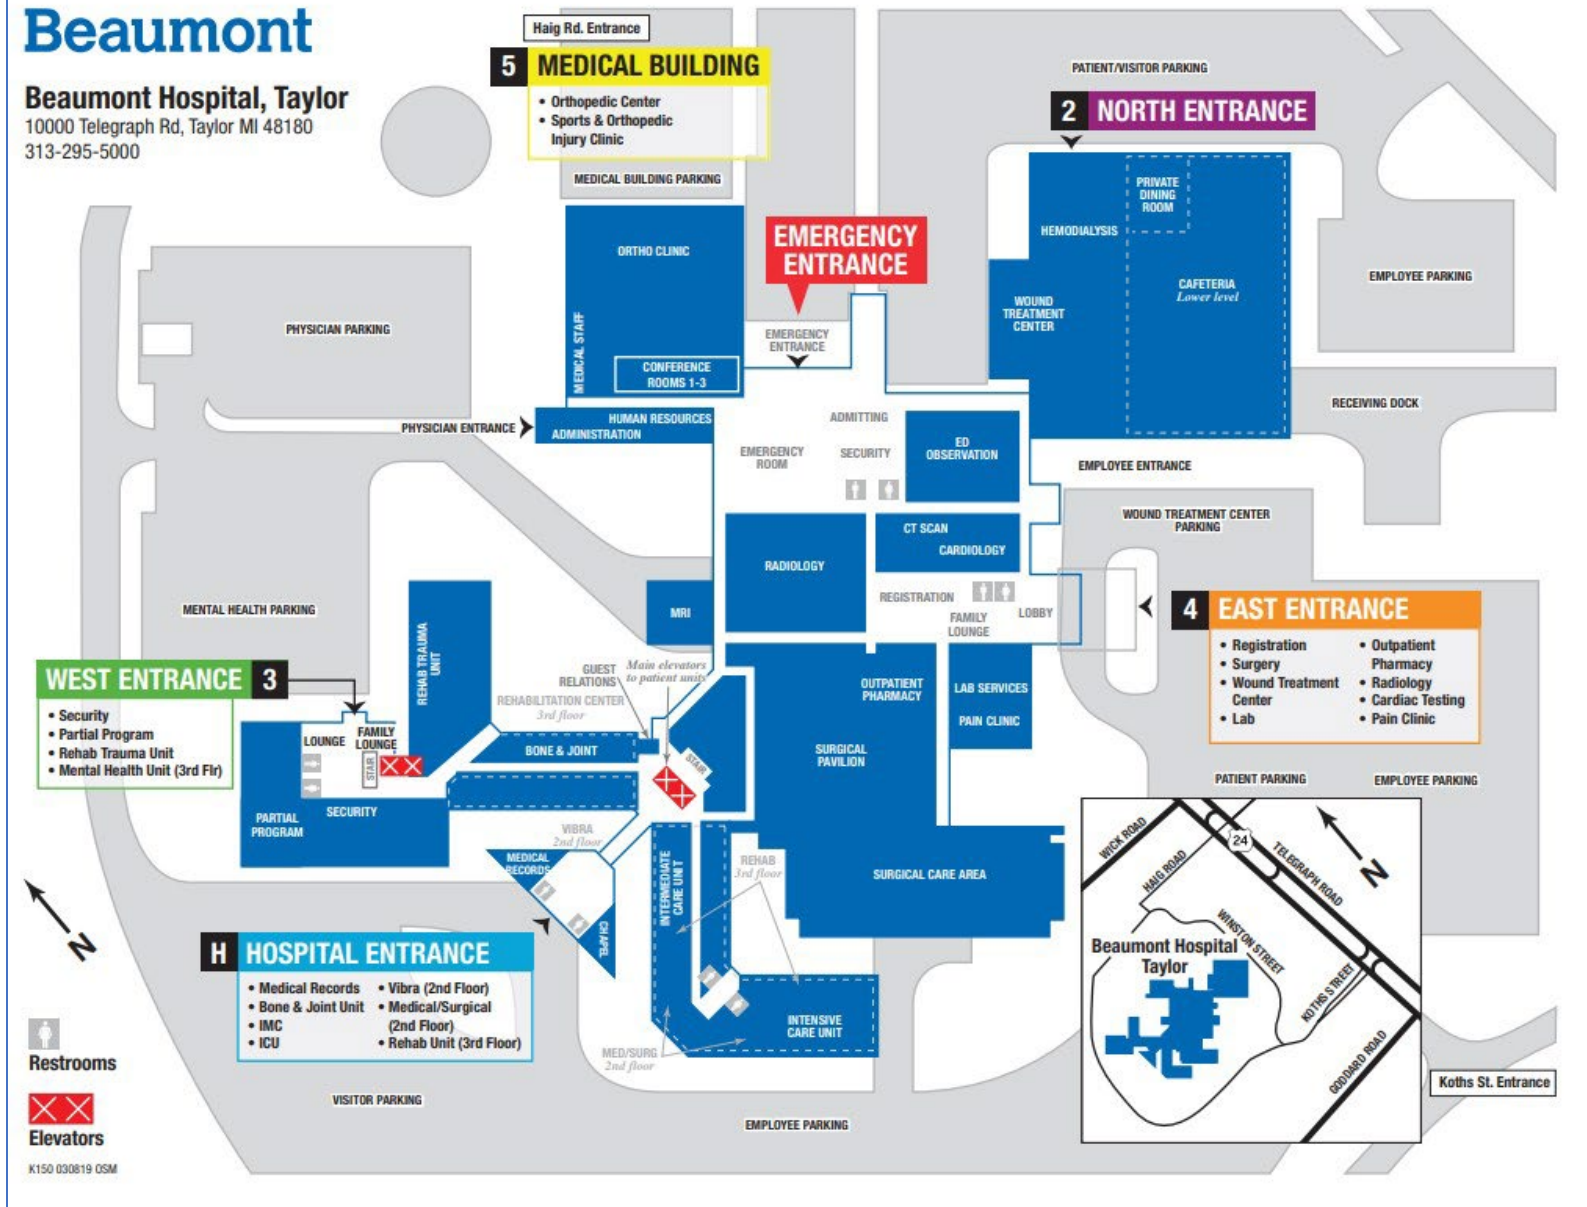 Beaumont
Beaumont Hospital, Taylor
10000 Telegraph Rd, Taylor MI 48180
313-295-5000
Haig Rd. Entrance
5 MEDICAL BUILDING
• Orthopedic Center
• Sports & Orthopedic
Injury Clinic
MEDICAL BUILDING PARKING
PATIENT/VISITOR PARKING
2 NORTH ENTRANCE
PRIVATE
DINING
ROOM
HEMODIALYSIS
CAFETERIA
Lower level
WOUND
TREATMENT
CENTER
EMPLOYEE PARKING
ORTHO CLINIC
EMERGENCY
ENTRANCE
EMERGENCY
ENTRANCE
MEDICAL STAFF
CONFERENCE
ROOMS 1-3
PHYSICIAN PARKING
PHYSICIAN ENTRANCE
HUMAN RESOURCES
ADMINISTRATION
RECEIVING DOCK
ADMITTING
EMERGENCY
ROOM
SECURITY
ED
OBSERVATION
EMPLOYEE ENTRANCE
WOUND TREATMENT CENTER
PARKING
CT SCAN
CARDIOLOGY
RADIOLOGY
REGISTRATION
FAMILY
LOUNGE
LOBBY
MRI
MENTAL HEALTH PARKING
4 EAST ENTRANCE
• Registration
• Surgery
• Wound Treatment
Center
• Lab
• Outpatient
Pharmacy
• Radiology
• Cardiac Testing
• Pain Clinic
WEST ENTRANCE 3
• Security
• Partial Program
• Rehab Trauma Unit
• Mental Health Unit (3rd Flr)
REHAB TRAUMA
UNIT
GUEST
RELATIONS
Main elevators
to patient units
REHABILITATION CENTER
3rd floor
OUTPATIENT
PHARMACY
LAB SERVICES
PAIN CLINIC
LOUNGE
FAMILY
LOUNGE
STAIR
BONE & JOINT
STAIR
SURGICAL
PAVILION
PATIENT PARKING
EMPLOYEE PARKING
PARTIAL
PROGRAM
SECURITY
VIBRA
2nd floor
MEDICAL
RECORDS
INTERMEDIATE
CARE UNIT
REHAB
3rd floor
SURGICAL CARE AREA
CHAPEL
H HOSPITAL ENTRANCE
• Medical Records
• Bone & Joint Unit
• IMC
• ICU
• Vibra (2nd Floor)
• Medical/Surgical
(2nd Floor)
• Rehab Unit (3rd Floor)
INTENSIVE
CARE UNIT
MED/SURG
2nd floor
N
WICK ROAD
HAIG ROAD
24
TELEGRAPH ROAD
N
WINSTON STREET
Beaumont Hospital
Taylor
KOTHS STREET
GODDARD ROAD
Koths St. Entrance
Restrooms
Elevators
VISITOR PARKING
EMPLOYEE PARKING
K150 030819 OSM